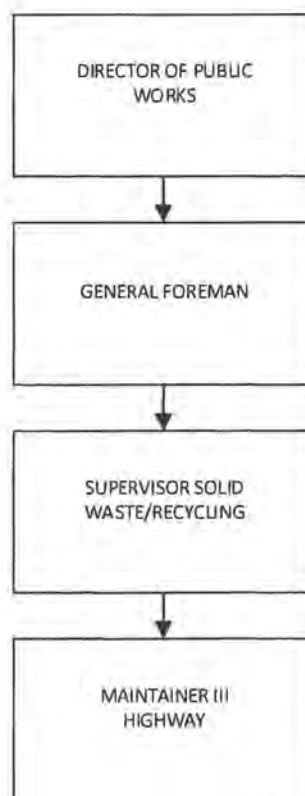 DIRECTOR OF PUBLIC
WORKS
GENERAL FOREMAN
SUPERVISOR SOLID
WASTE/RECYCLING
MAINTAINER III
HIGHWAY